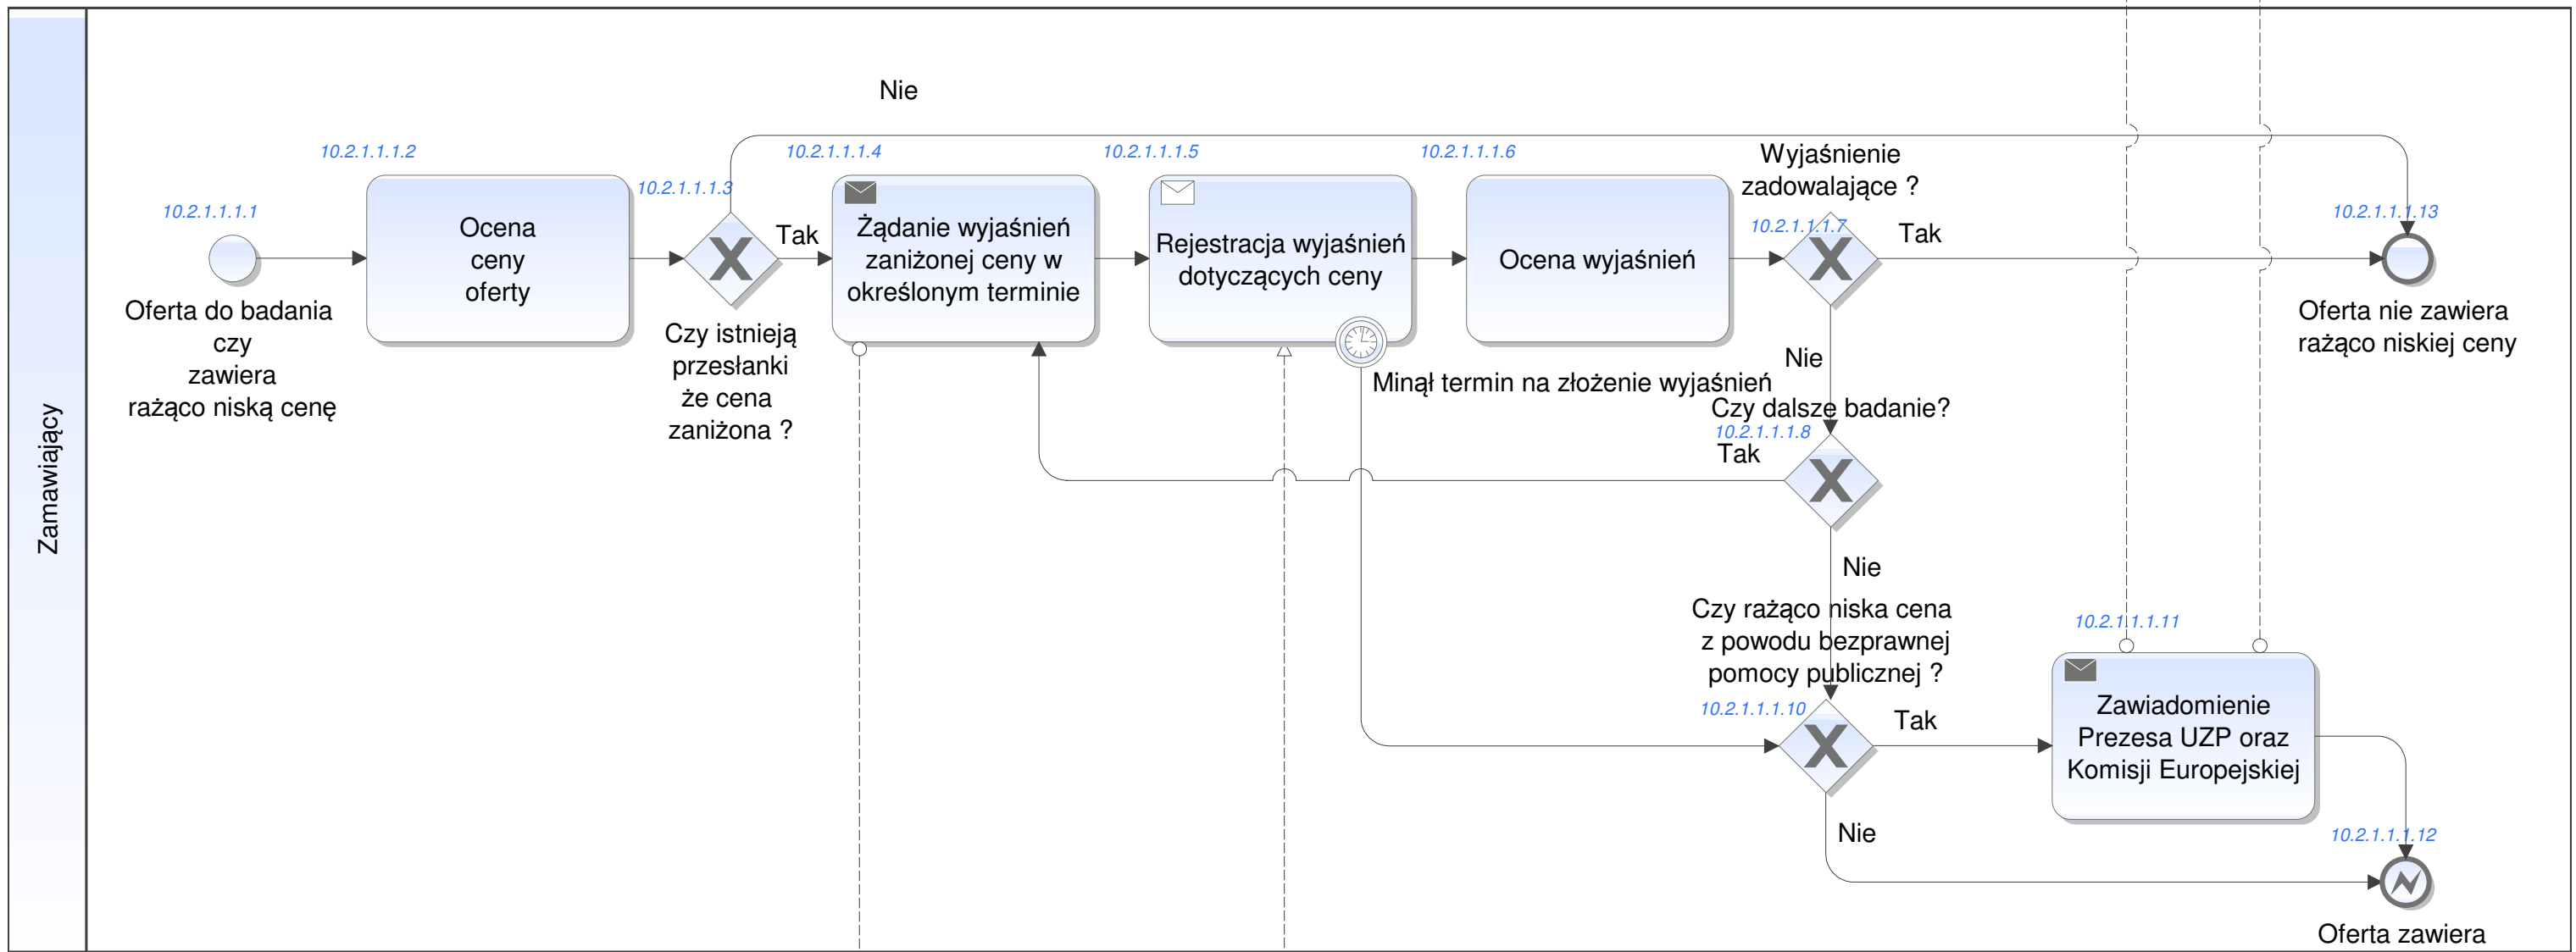 Zamawiający
Nie
10.2.1.1.1.1
Oferta do badania
czy
zawiera
rażąco niską cenę
10.2.1.1.1.2
Ocena
ceny
oferty
10.2.1.1.1.3
Tak
Czy istnieją
przesłanki
że cena
zaniżona ?
10.2.1.1.1.4
Żądanie wyjaśnień
zaniżonej ceny w
określonym terminie
10.2.1.1.1.5
Rejestracja wyjaśnień
dotyczących ceny
Minął termin na złożenie wyjaśnień
10.2.1.1.1.6
Ocena wyjaśnień
Wyjaśnienie
zadowalające ?
10.2.1.1.1.7
Tak
Nie
Czy dalsze badanie?
10.2.1.1.1.8
Tak
Nie
Czy rażąco niska cena
z powodu bezprawnej
pomocy publicznej ?
10.2.1.1.1.10
Tak
Nie
10.2.1.1.1.11
Zawiadomienie
Prezesa UZP oraz
Komisji Europejskiej
10.2.1.1.1.13
Oferta nie zawiera
rażąco niskiej ceny
10.2.1.1.1.12
Oferta zawiera